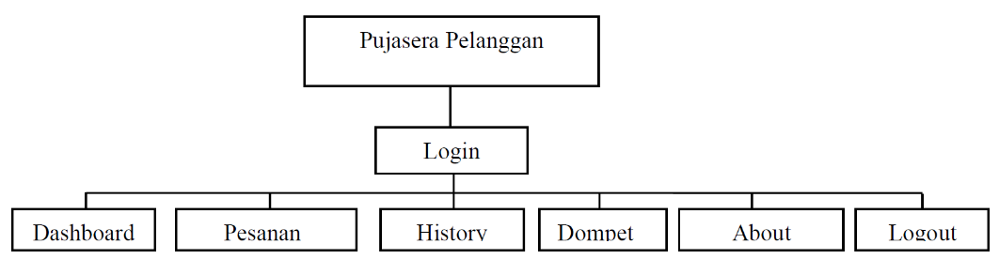 Pujasera Pelanggan
Login
Dashboard
Pesanan
History
Dompet
About
Logout